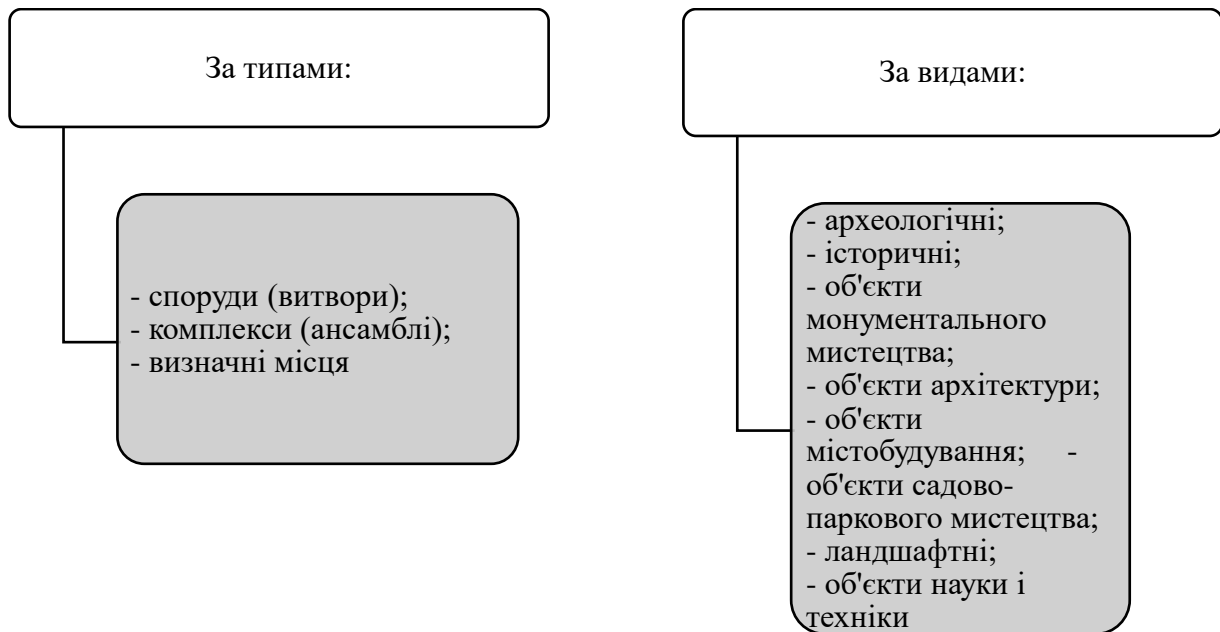 За типами:
- споруди (витвори);
- комплекси (ансамблі);
- визначні місця
За видами:
- археологічні;
- історичні;
- об'єкти
монументального
мистецтва;
- об'єкти архітектури;
- об'єкти
містобудування; -
об'єкти садово-
паркового мистецтва;
- ландшафтні;
- об'єкти науки і
техніки